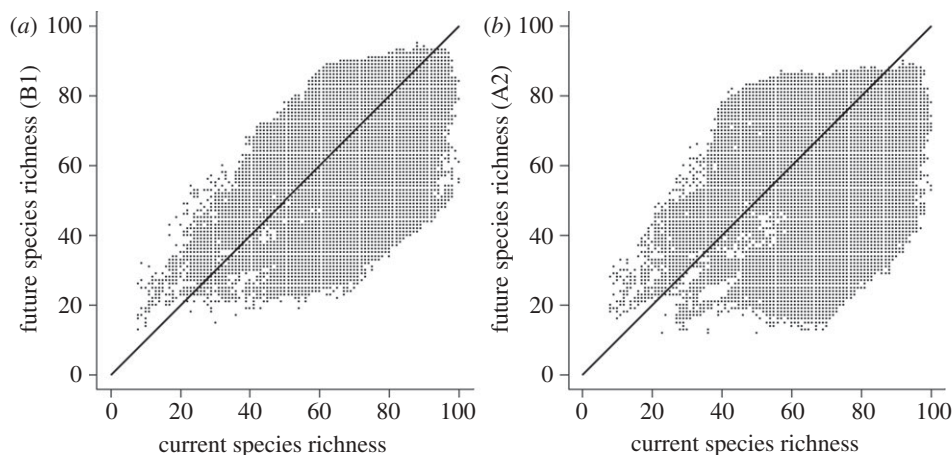 (a)
100
80
60
40
20
0
future species richness (B1)
0 20 40 60 80 100
current species richness
(b)
100
80
60
40
20
0
future species richness (A2)
0 20 40 60 80 100
current species richness